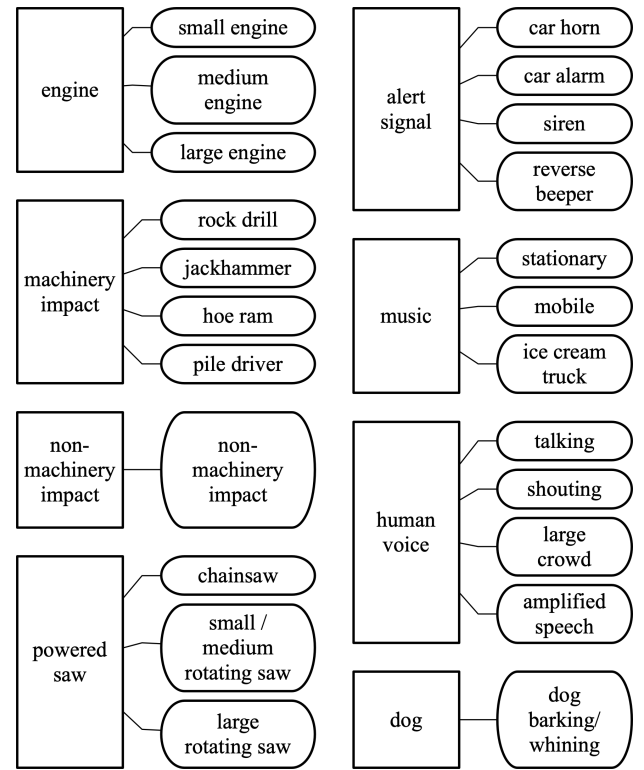 engine
small engine
medium
engine
large engine
machinery
impact
rock drill
jackhammer
hoe ram
pile driver
non-
machinery
impact
non-
machinery
impact
powered
saw
chainsaw
small /
medium
rotating saw
large
rotating saw
alert
signal
car horn
car alarm
siren
reverse
beeper
music
stationary
mobile
ice cream
truck
human
voice
talking
shouting
large
crowd
amplified
speech
dog
dog
barking/
whining